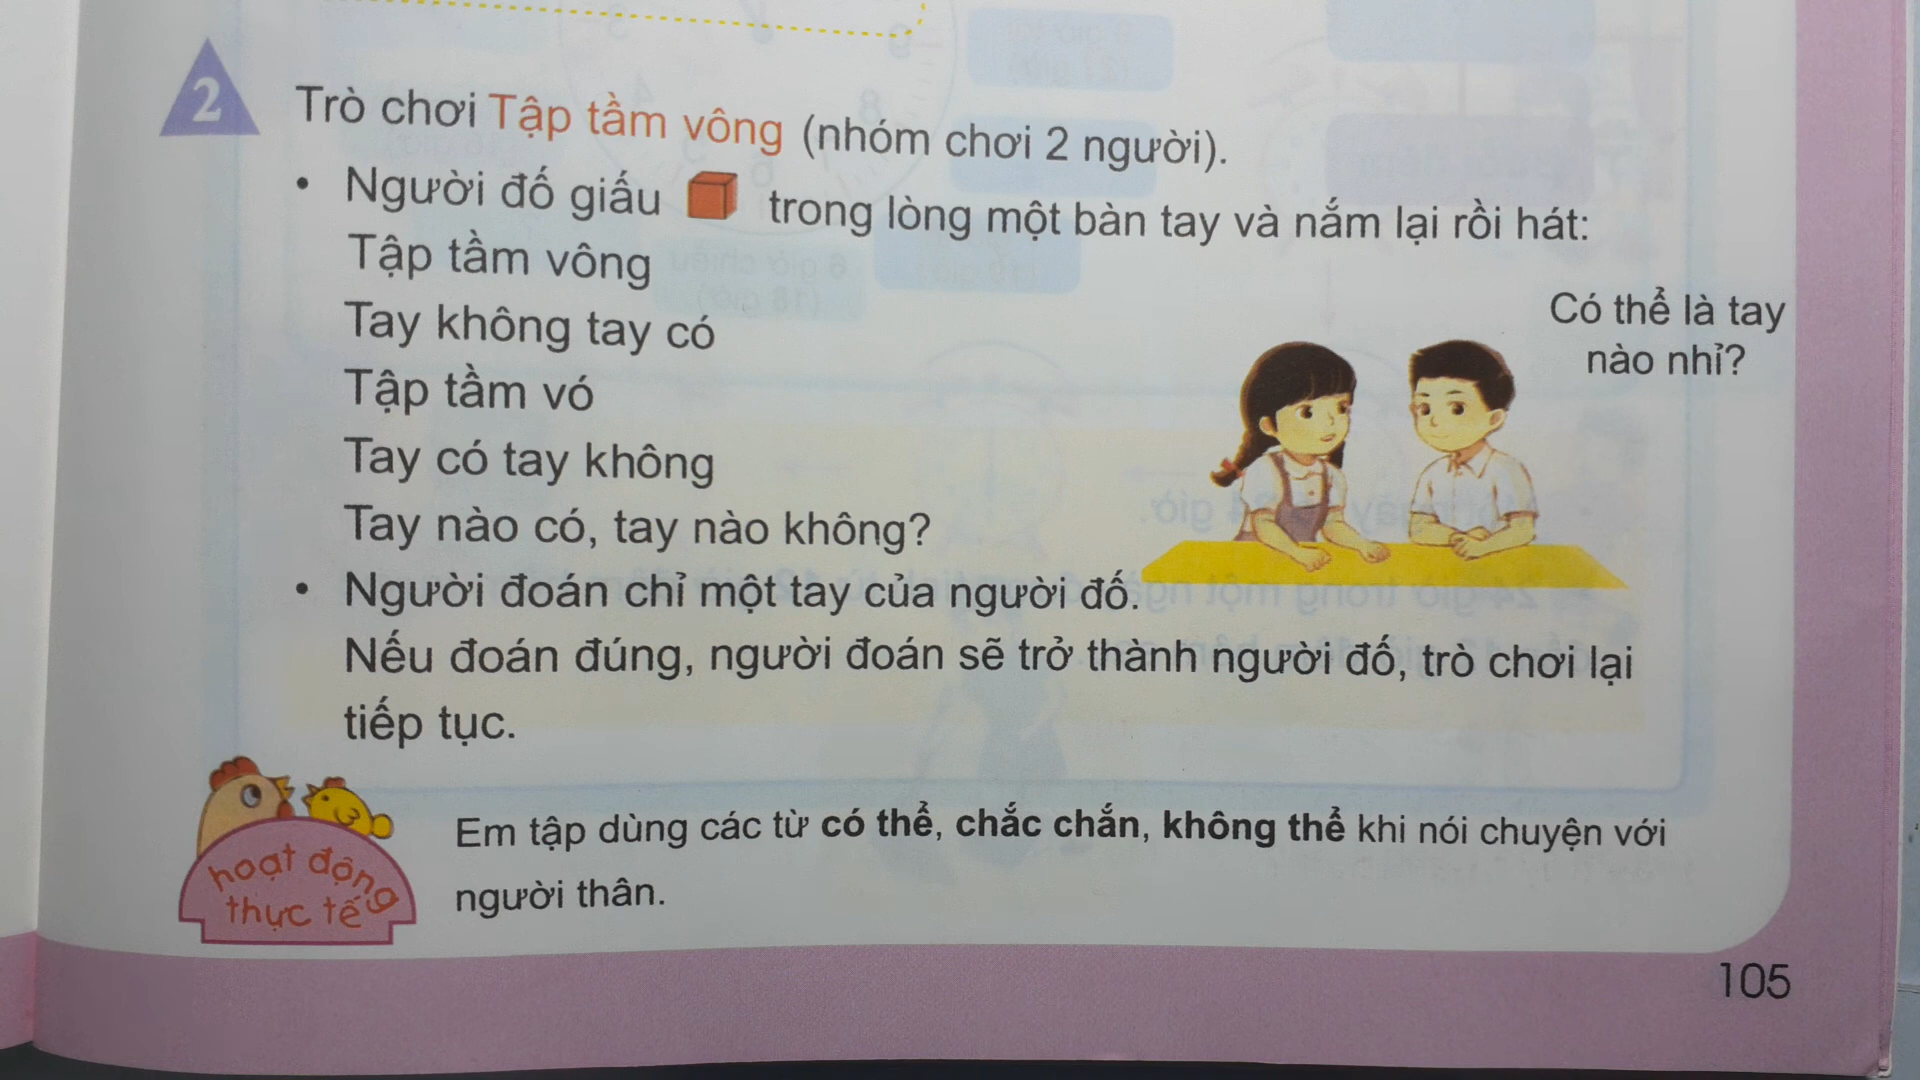 2
Trò chơi Tập tầm vông (nhóm chơi 2 người).
• Người đố giấu trong lòng một bàn tay và nắm lại rồi hát:
Tập tầm vông
Tay không tay có
Tập tầm vó
Tay có tay không
Tay nào có, tay nào không?
Có thể là tay
nào nhỉ?
• Người đoán chỉ một tay của người đố.
Nếu đoán đúng, người đoán sẽ trở thành người đố, trò chơi lại
tiếp tục.
hoạt động
thực tế
Em tập dùng các từ có thể, chắc chắn, không thể khi nói chuyện với
người thân.
105